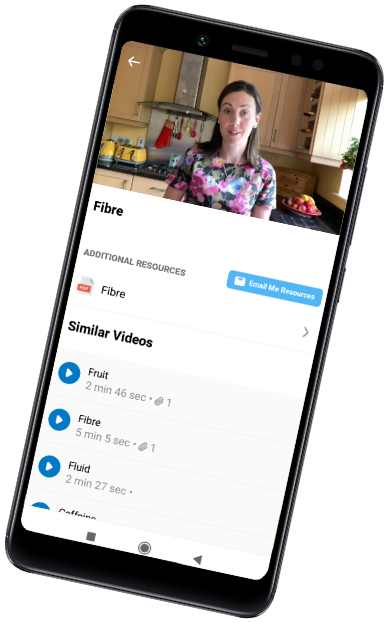 Fibre
ADDITIONAL RESOURCES
Email Me Resources
PDF
Fibre
Similar Videos
Fruit
2 min 46 sec • 1
Fibre
5 min 5 sec • 1
Fluid
2 min 27 sec •
Caffeine